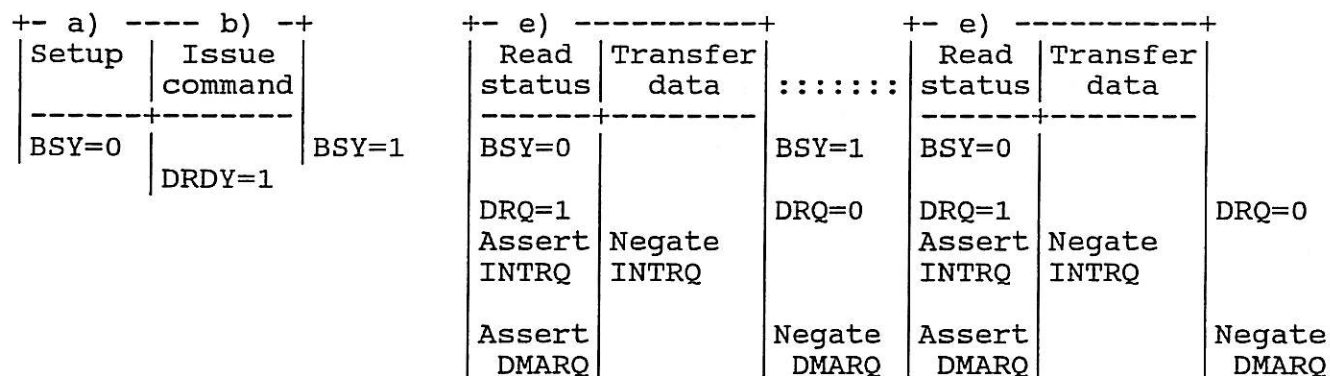 +- a) ---- b) -+ +- e) -----------+ +- e) -----------+
|Setup | Issue | | Read |Transfer| | Read |Transfer|
| |command| |status| data |:::::::|status| data |
| ------+------- | ------+-------- | ------+-------- |
|BSY=0 | |BSY=1 |BSY=0 | |BSY=1 |BSY=0 | |
|DRDY=1
|DRQ=1 | |DRQ=0 |DRQ=1 | |DRQ=0
|Assert|Negate | |Assert|Negate |
|INTRQ |INTRQ | |INTRQ |INTRQ |
|Assert| |Negate |Assert| |Negate
| DMARQ| | DMARQ | DMARQ| | DMARQ